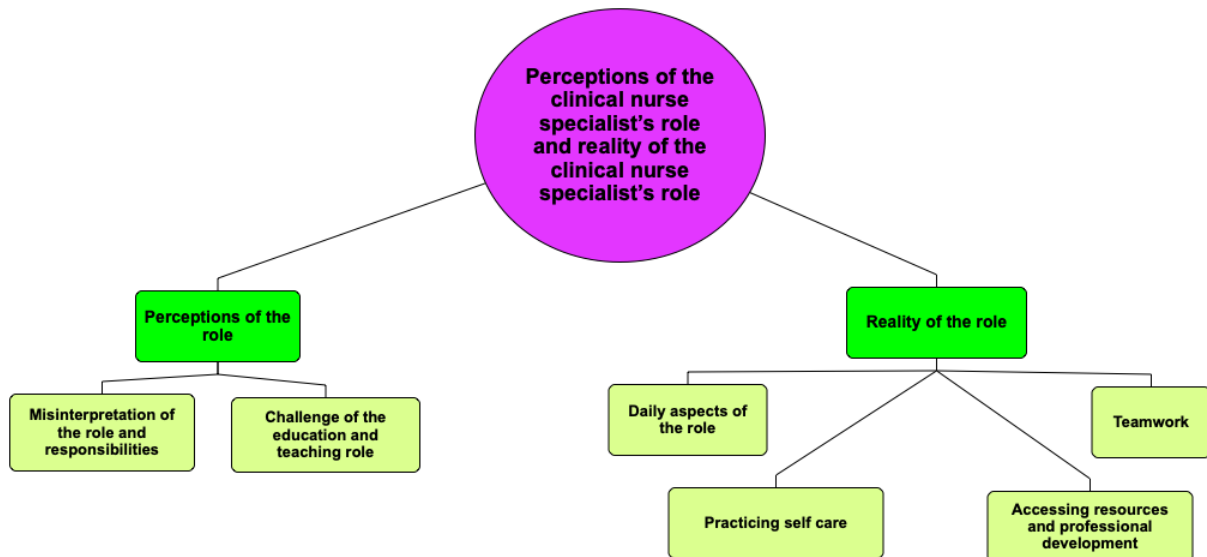 Perceptions of the
clinical nurse
specialist’s role
and reality of the
clinical nurse
specialist’s role
Perceptions of the
role
Reality of the role
Misinterpretation of
the role and
responsibilities
Challenge of the
education and
teaching role
Daily aspects of
the role
Teamwork
Practicing self care
Accessing resources
and professional
development